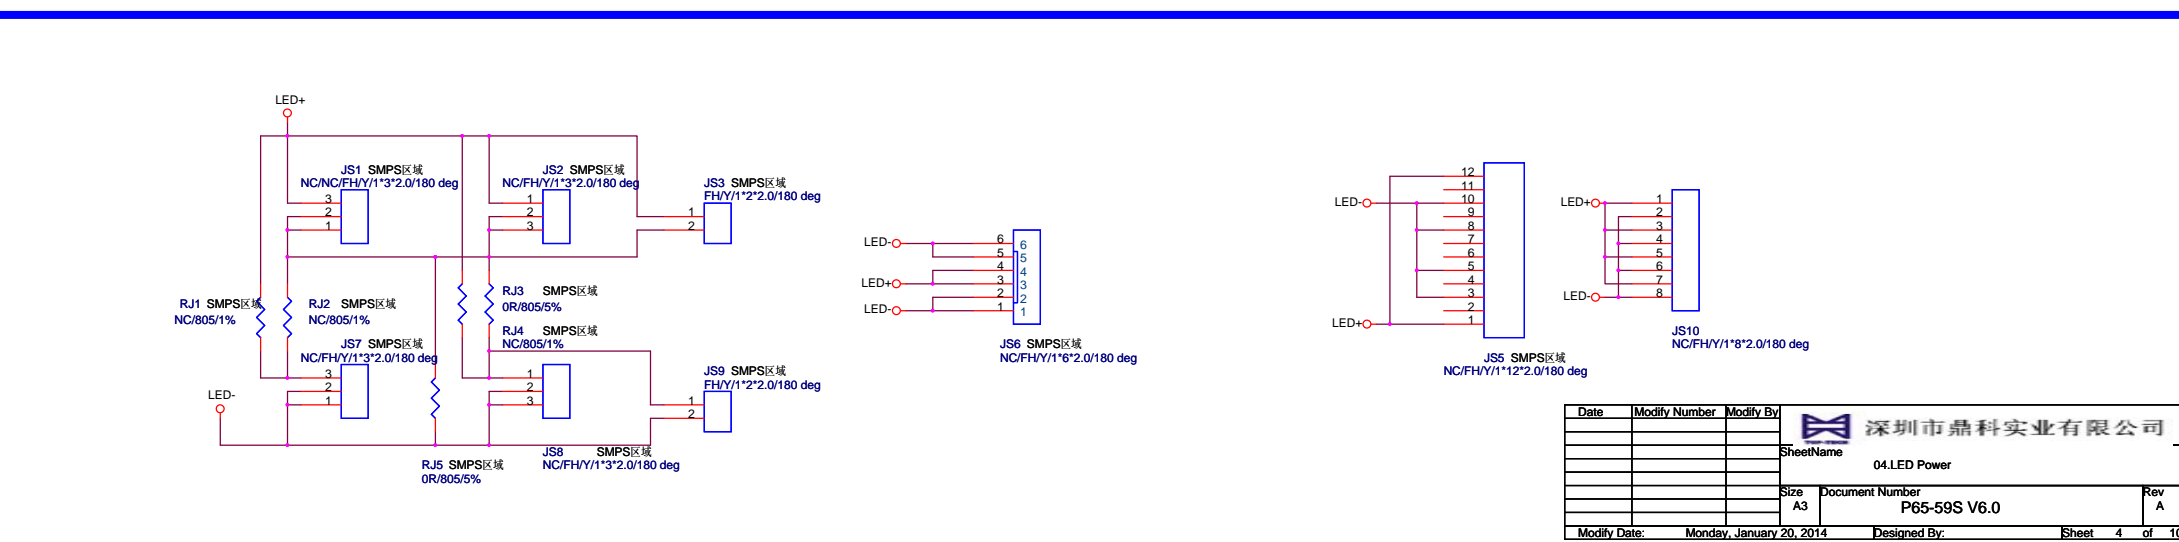 LED+
JS1 SMPS区域
NC/NC/FH/Y/1*3*2.0/180 deg
3
2
1
JS2 SMPS区域
NC/FH/Y/1*3*2.0/180 deg
1
2
3
JS3 SMPS区域
FH/Y/1*2*2.0/180 deg
1
2
RJ1 SMPS区域
NC/805/1%
RJ2 SMPS区域
NC/805/1%
RJ3 SMPS区域
0R/805/5%
RJ4 SMPS区域
NC/805/1%
JS7 SMPS区域
NC/FH/Y/1*3*2.0/180 deg
3
2
1
1
2
3
JS9 SMPS区域
FH/Y/1*2*2.0/180 deg
1
2
LED-
RJ5 SMPS区域
0R/805/5%
JS8 SMPS区域
NC/FH/Y/1*3*2.0/180 deg
LED-
LED+
LED-
6 6
5 5
4 4
3 3
2 2
1 1
JS6 SMPS区域
NC/FH/Y/1*6*2.0/180 deg
LED-
LED+
12
11
10
9
8
7
6
5
4
3
2
1
JS5 SMPS区域
NC/FH/Y/1*12*2.0/180 deg
LED+
LED-
1
2
3
4
5
6
7
8
JS10
NC/FH/Y/1*8*2.0/180 deg
Date Modify Number Modify By
深圳市鼎科实业有限公司
SheetName
04.LED Power
Size Document Number Rev
A3 P65-59S V6.0 A
Modify Date: Monday, January 20, 2014 Designed By: Sheet 4 of 10